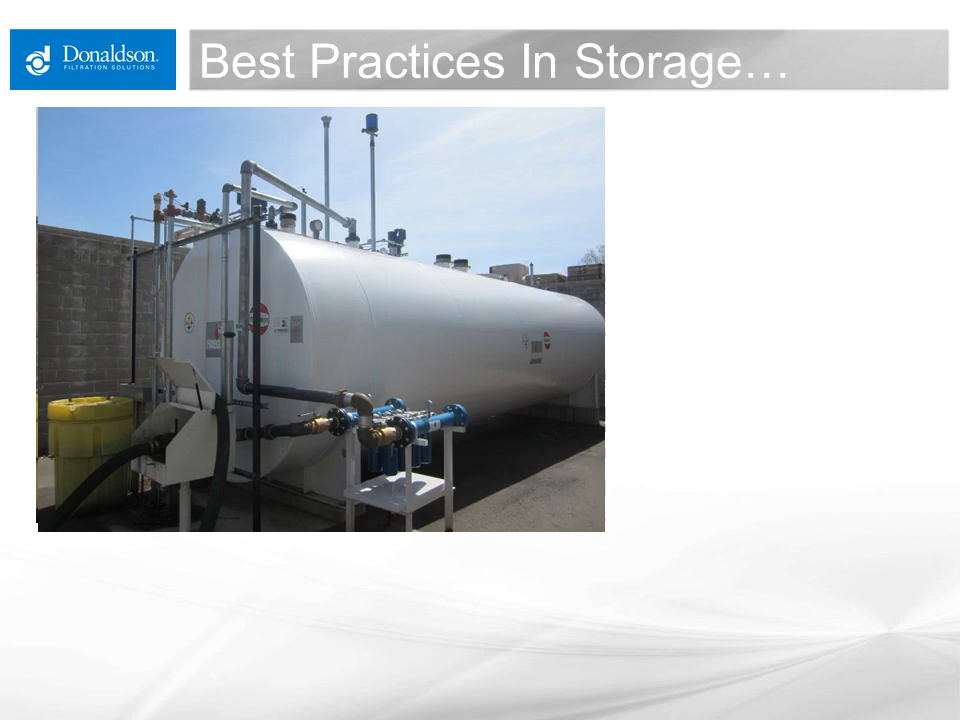 Donaldson.
FILTRATION SOLUTIONS
Best Practices In Storage…